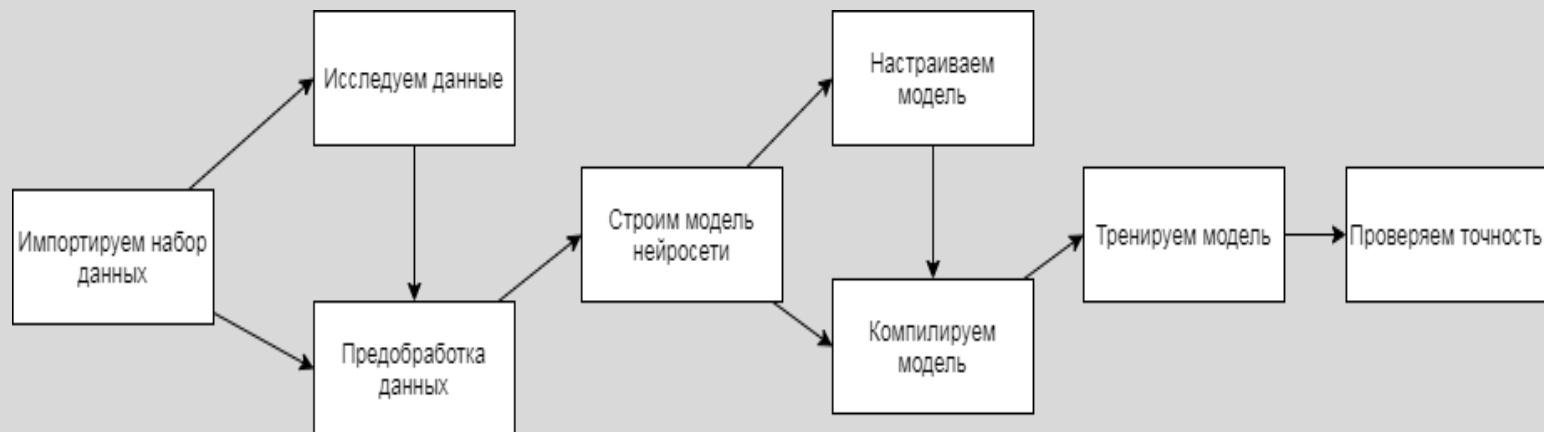 Импортируем набор
данных
Исследуем данные
Предобработка
данных
Строим модель
нейросети
Настраиваем
модель
Компилируем
модель
Тренируем модель
Проверяем точность